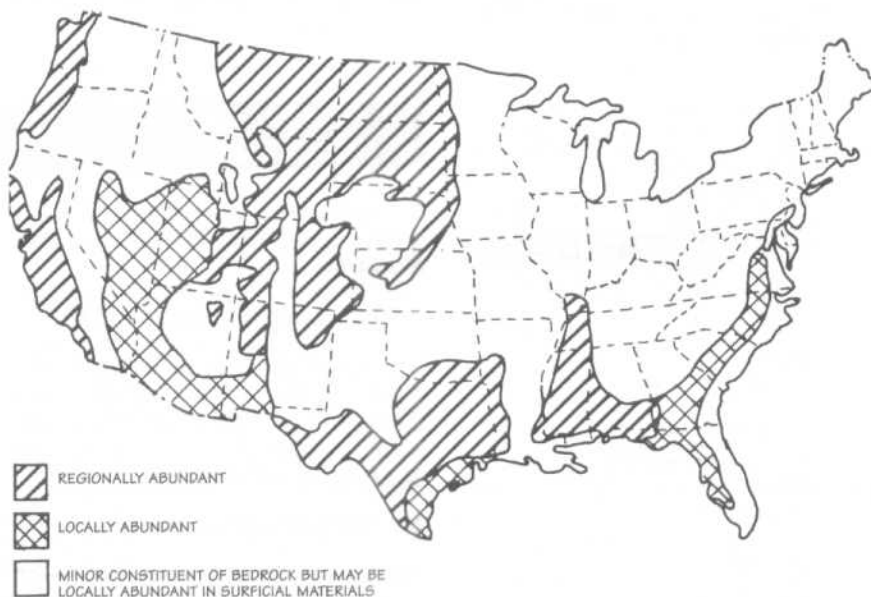 REGIONALLY ABUNDANT
LOCALLY ABUNDANT
MINOR CONSTITUENT OF BEDROCK BUT MAY BE
LOCALLY ABUNDANT IN SURFICIAL MATERIALS